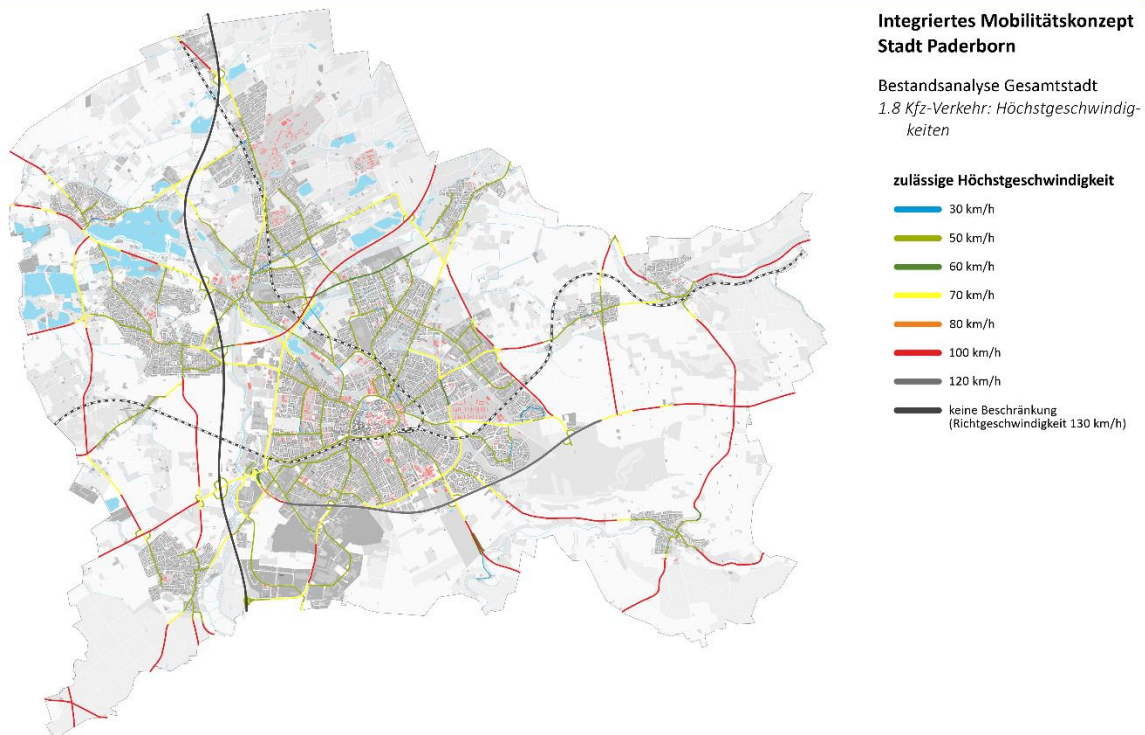 Integriertes Mobilitätskonzept
Stadt Paderborn
Bestandsanalyse Gesamtstadt
1.8 Kfz-Verkehr: Höchstgeschwindig-
keiten
zulässige Höchstgeschwindigkeit
30 km/h
50 km/h
60 km/h
70 km/h
80 km/h
100 km/h
120 km/h
keine Beschränkung
(Richtgeschwindigkeit 130 km/h)